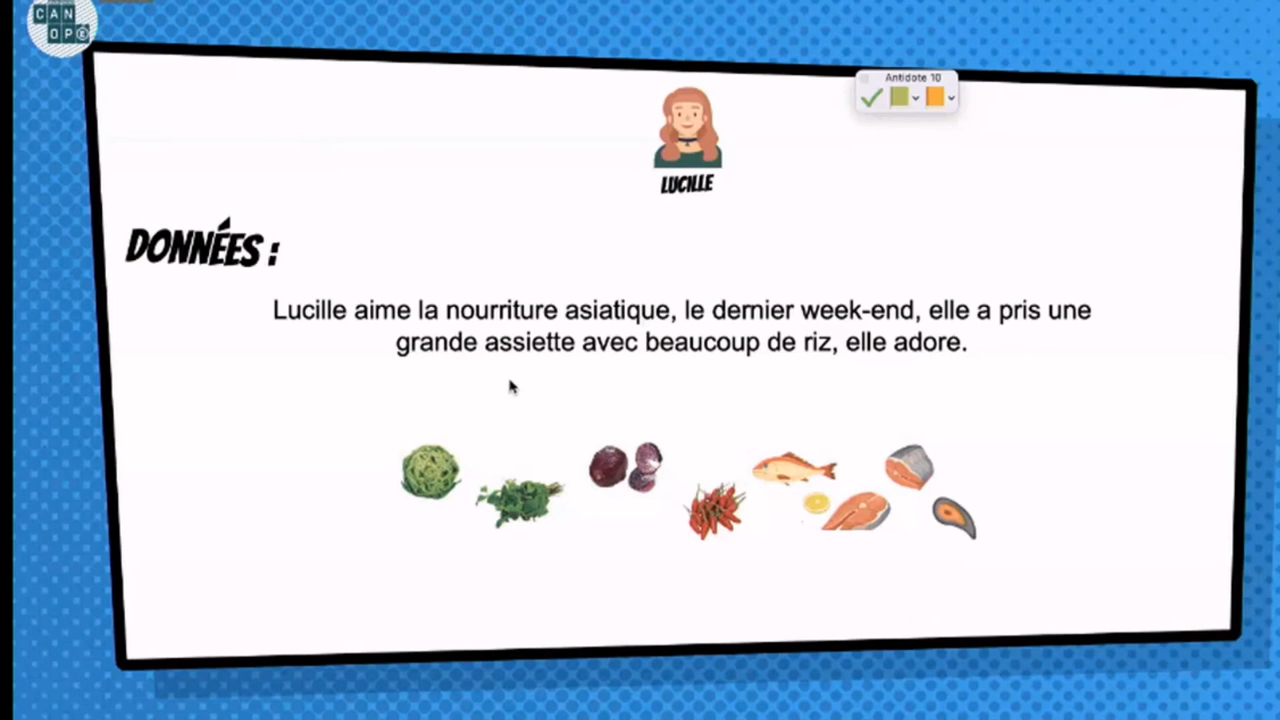 CAN
OPÉ
Antidote 10
LUCILLE
DONNÉES :
Lucille aime la nourriture asiatique, le dernier week-end, elle a pris une
grande assiette avec beaucoup de riz, elle adore.